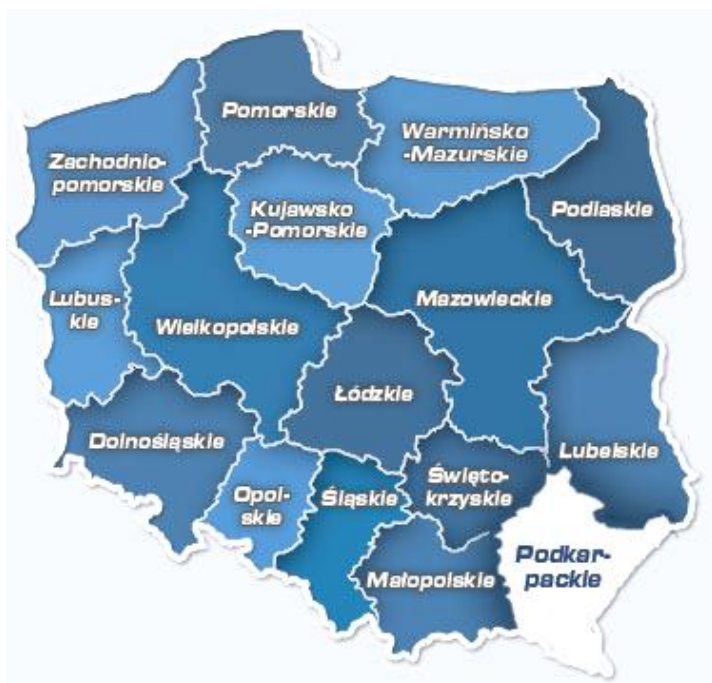 Pomorskie
Warmińsko
-Mazurskie
Zachodnio-
pomorskie
Kujawsko
-Pomorskie
Podlaskie
Lubus-
kie
Wielkopolskie
Mazowieckie
Łódzkie
Dolnośląskie
Lubelskie
Opol-
skie
Śląskie
Święto-
krzyskie
Małopolskie
Podkar-
packie